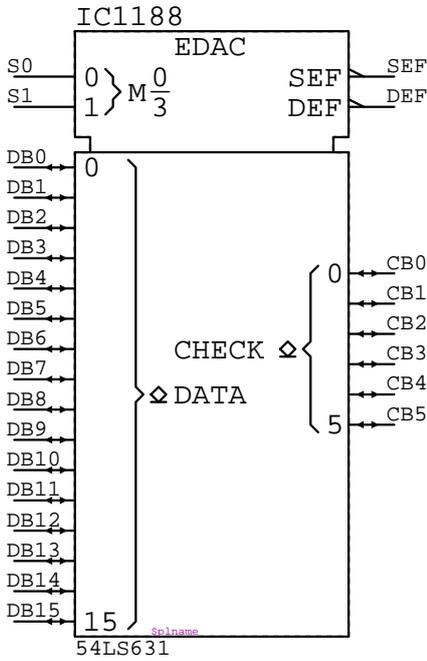 IC1188
EDAC
S0 0 M 0/3 SEF SEF
S1 1 DEF DEF
DB0 0
DB1
DB2
DB3
0 CB0
DB4
CB1
DB5
CB2
DB6
CHECK
CB3
DB7
CB4
DB8
DATA
CB5
5
DB9
DB10
DB11
DB12
DB13
DB14
DB15 15
$plname
54LS631